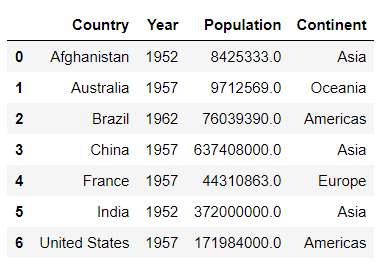 Country Year Population Continent
0 Afghanistan 1952 8425333.0 Asia
1 Australia 1957 9712569.0 Oceania
2 Brazil 1962 76039390.0 Americas
3 China 1957 637408000.0 Asia
4 France 1957 44310863.0 Europe
5 India 1952 372000000.0 Asia
6 United States 1957 171984000.0 Americas